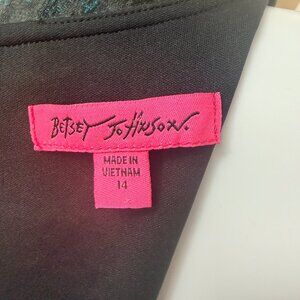 BETSEY JOHNSON.
MADE IN
VIETNAM
14